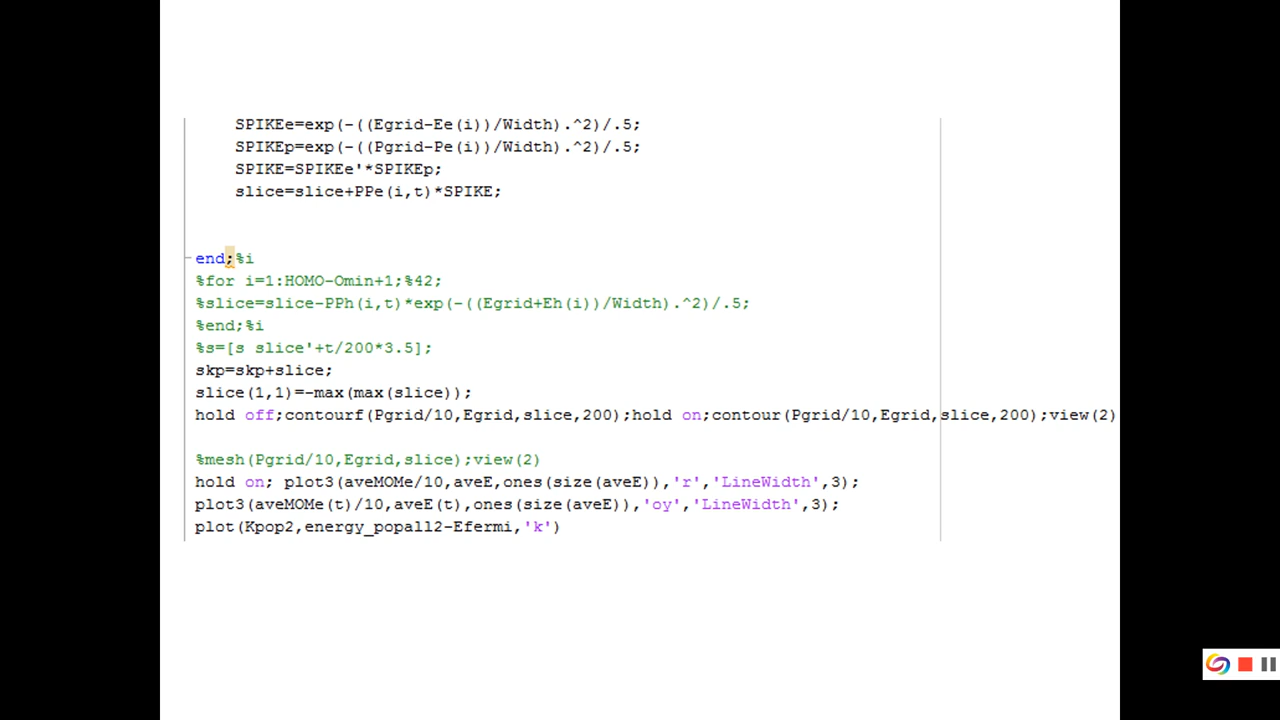 SPIKEe=exp(-((Egrid-Ee(i))/Width).^2)/.5;
SPIKEp=exp(-((Pgrid-Pe(i))/Width).^2)/.5;
SPIKE=SPIKEe'*SPIKEp;
slice=slice+PPe(i,t)*SPIKE;
end;%i
%for i=1:HOMO-Omin+1;%42;
%slice=slice-PPh(i,t)*exp(-((Egrid+Eh(i))/Width).^2)/.5;
%end;%i
%s=[s slice'+t/200*3.5];
skp=skp+slice;
slice(1,1)=-max(max(slice));
hold off;contourf(Pgrid/10,Egrid,slice,200);hold on;contour(Pgrid/10,Egrid,slice,200);view(2)
%mesh(Pgrid/10,Egrid,slice);view(2)
hold on; plot3(aveMOMe/10,aveE,ones(size(aveE)),'r','LineWidth',3);
plot3(aveMOMe(t)/10,aveE(t),ones(size(aveE)),'oy','LineWidth',3);
plot(Kpop2,energy_popall2-Efermi,'k')